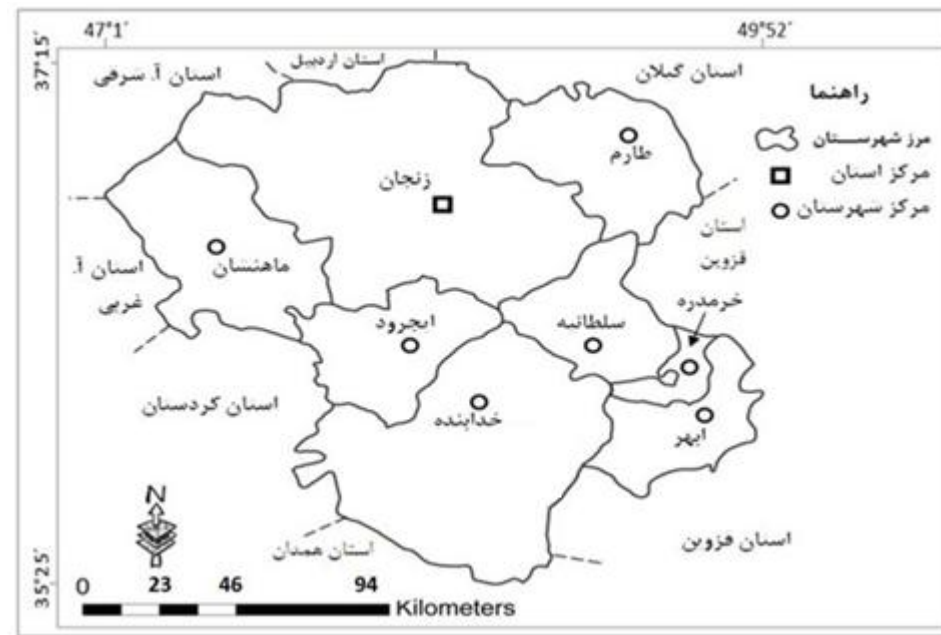 47°1´
49°52´
37°15´
35°25´
استان آ. شرقی
استان اردبیل
استان گیلان
راهنما
مرز شهرستان
مرکز استان
مرکز شهرستان
طارم
زنجان
ماهنشان
استان آ.
غربی
استان
قزوین
خرمدره
سلطانیه
ایجرود
خدابنده
ابهر
استان کردستان
استان همدان
استان قزوین
N
0 23 46 94
Kilometers